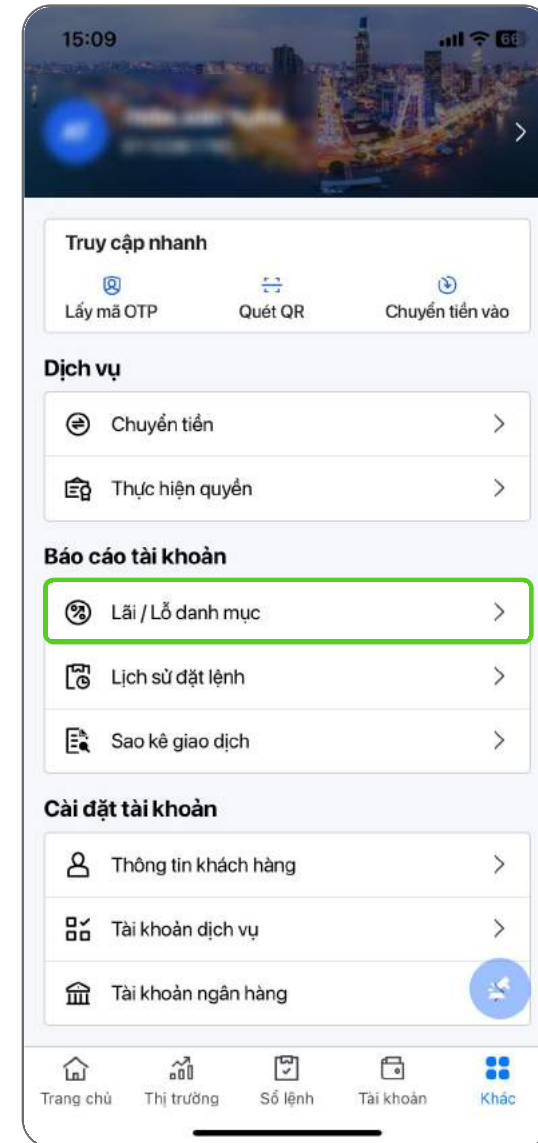 15:09
66
Truy cập nhanh
Lấy mã OTP Quét QR Chuyển tiền vào
Dịch vụ
Chuyển tiền
Thực hiện quyền
Báo cáo tài khoản
Lãi / Lỗ danh mục
Lịch sử đặt lệnh
Sao kê giao dịch
Cài đặt tài khoản
Thông tin khách hàng
Tài khoản dịch vụ
Tài khoản ngân hàng
Trang chủ Thị trường Sổ lệnh Tài khoản Khác